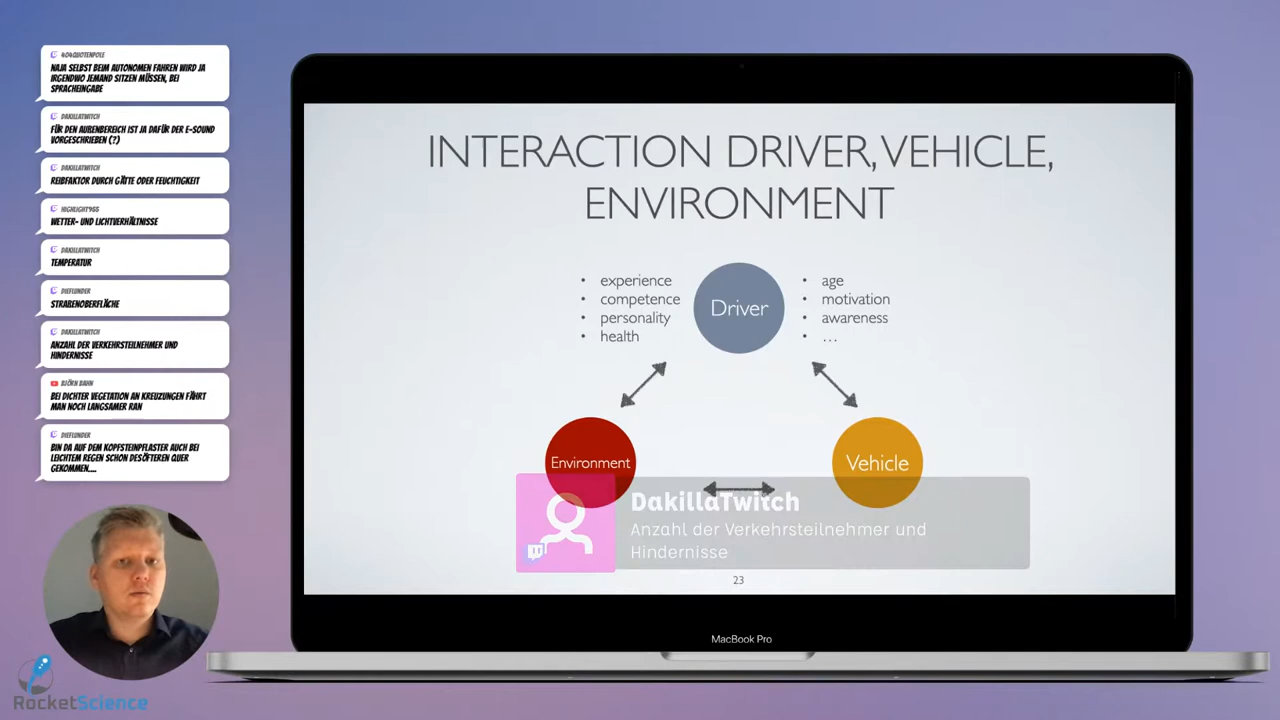 404QUOTENPOLE
NAJA SELBST BEIM AUTONOMEN FAHREN WIRD JA
IRGENDWO JEMAND SITZEN MÜSSEN, BEI
SPRACHEINGABE
DAKILLATWITCH
FÜR DEN AUßENBEREICH IST JA DAFÜR DER E-SOUND
VORGESCHRIEBEN (?)
DAKILLATWITCH
REIBFAKTOR DURCH GÄTTE ODER FEUCHTIGKEIT
HIGHLIGHT955
WETTER- UND LICHTVERHÄLTNISSE
DAKILLATWITCH
TEMPERATUR
DIEFLUNDER
STRAßENOBERFLÄCHE
DAKILLATWITCH
ANZAHL DER VERKEHRSTEILNEHMER UND
HINDERNISSE
BJÖRN BAHN
BEI DICHTER VEGETATION AN KREUZUNGEN FÄHRT
MAN NOCH LANGSAMER RAN
DIEFLUNDER
BIN DA AUF DEM KOPFSTEINPFLASTER AUCH BEI
LEICHTEM REGEN SCHON DESÖFTEREN QUER
GEKOMMEN....
RocketScience
INTERACTION DRIVER, VEHICLE,
ENVIRONMENT
• experience
• competence
• personality
• health
Driver
• age
• motivation
• awareness
• ...
Environment
Vehicle
DakillaTwitch
Anzahl der Verkehrsteilnehmer und
Hindernisse
23
MacBook Pro